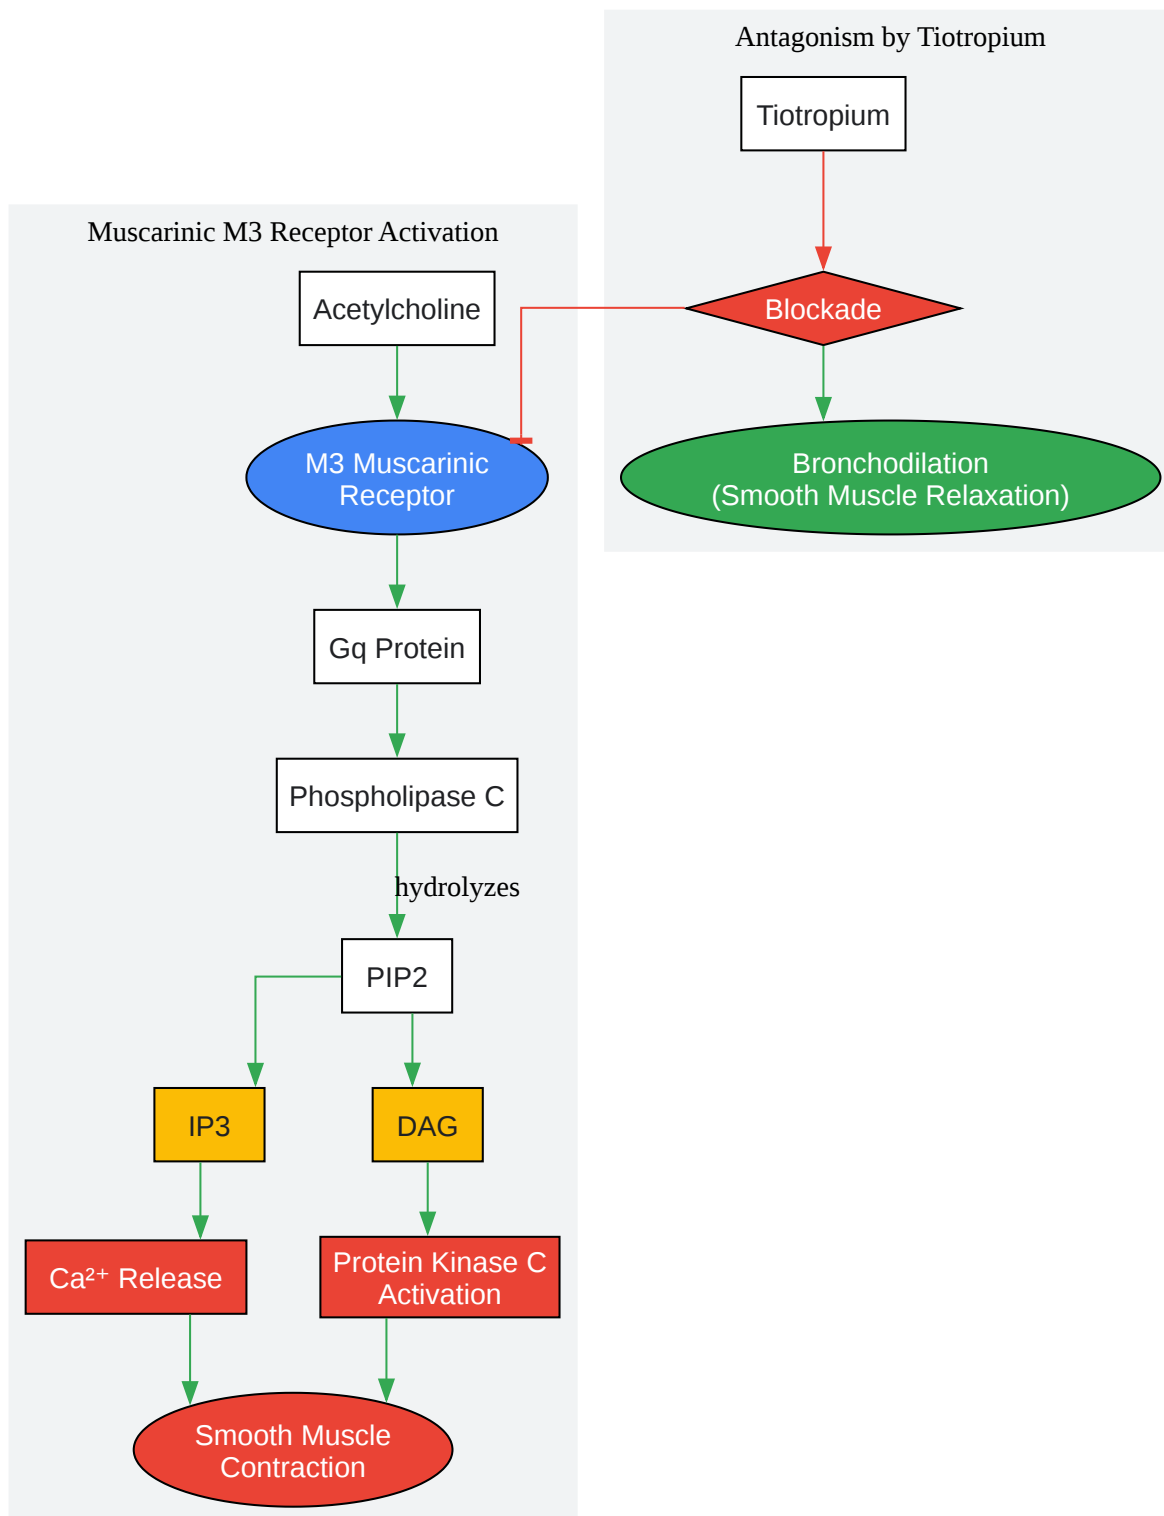 Antagonism by Tiotropium
Tiotropium
Blockade
Bronchodilation
(Smooth Muscle Relaxation)
Muscarinic M3 Receptor Activation
Acetylcholine
M3 Muscarinic
Receptor
Gq Protein
Phospholipase C
hydrolyzes
PIP2
IP3
DAG
Ca²⁺ Release
Protein Kinase C
Activation
Smooth Muscle
Contraction